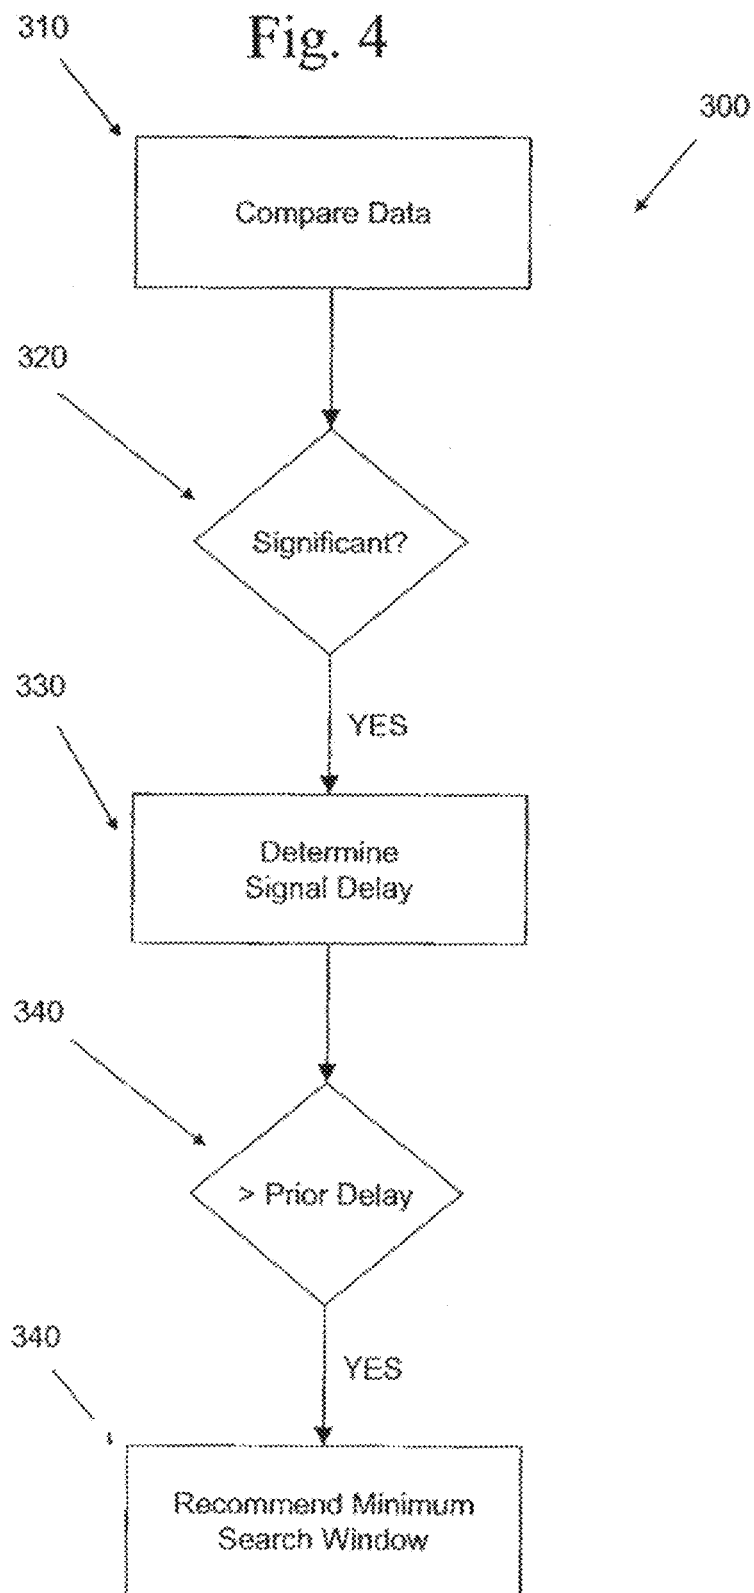 Fig. 4
310
300
Compare Data
320
Significant?
YES
330
Determine
Signal Delay
340
> Prior Delay
YES
340
Recommend Minimum
Search Window